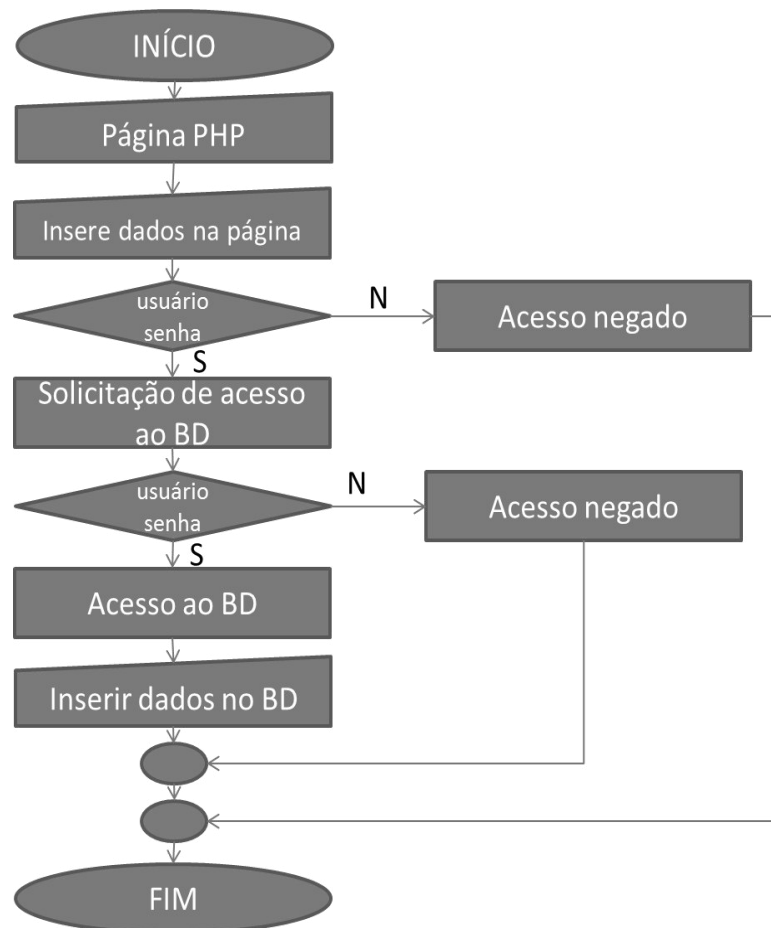 INÍCIO
Página PHP
Insere dados na página
usuário
senha
N
Acesso negado
S
Solicitação de acesso
ao BD
usuário
senha
N
Acesso negado
S
Acesso ao BD
Inserir dados no BD
FIM